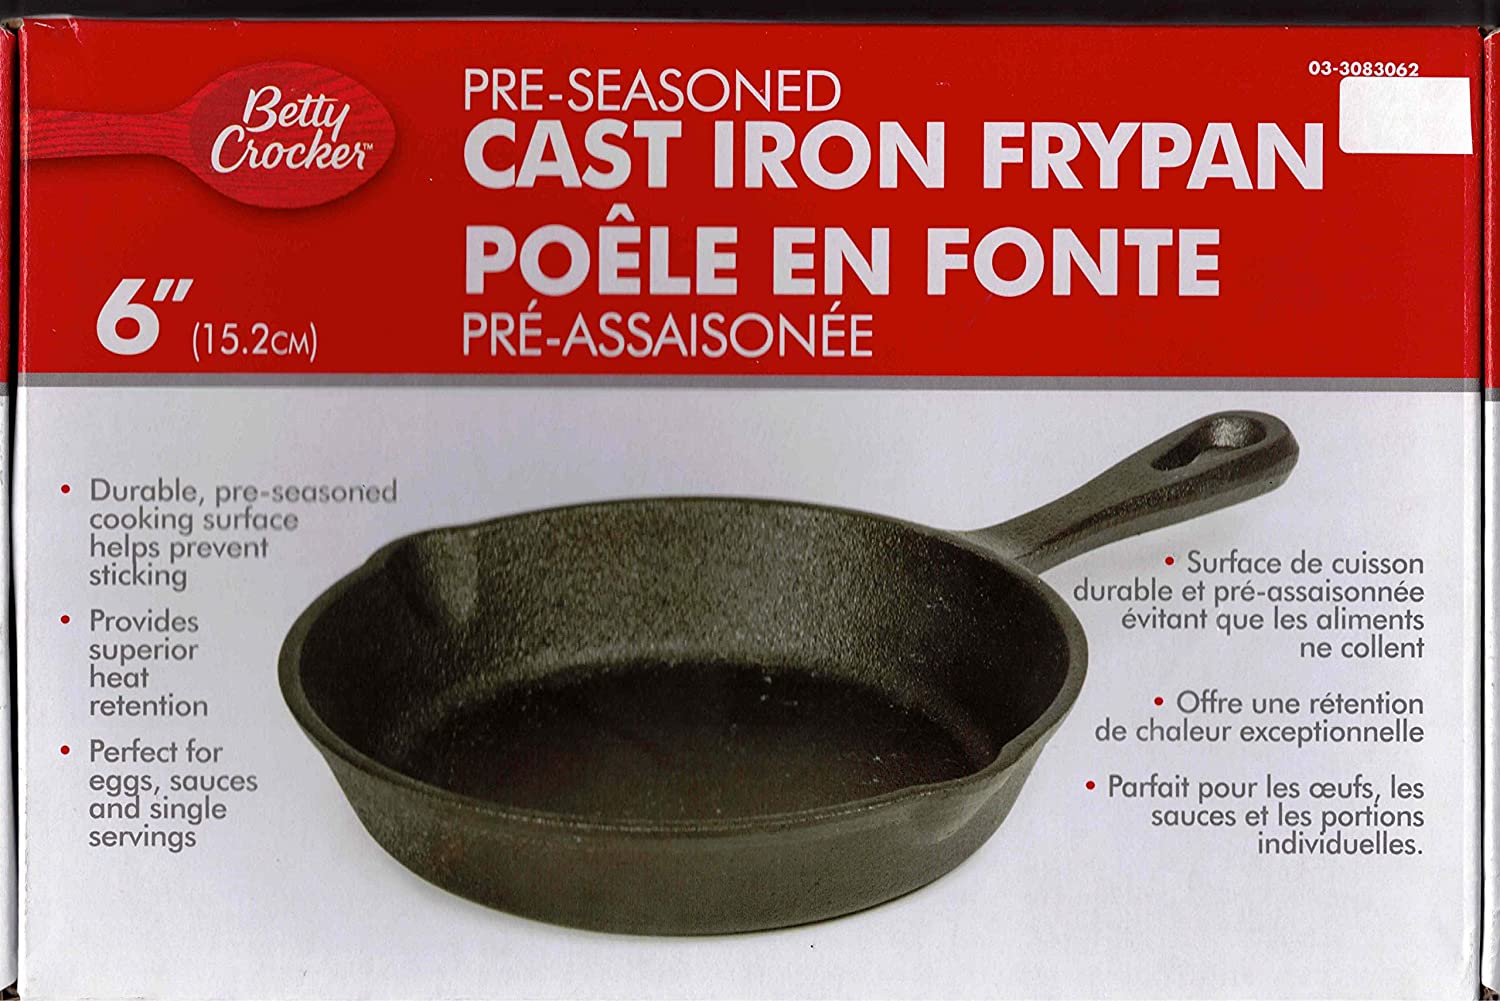 Betty
Crocker™
PRE-SEASONED
CAST IRON FRYPAN
POÊLE EN FONTE
PRÉ-ASSAISONÉE
03-3083062
6" (15.2CM)
• Durable, pre-seasoned
cooking surface
helps prevent
sticking
• Provides
superior
heat
retention
• Perfect for
eggs, sauces
and single
servings
• Surface de cuisson
durable et pré-assaisonnée
évitant que les aliments
ne collent
• Offre une rétention
de chaleur exceptionnelle
• Parfait pour les œufs, les
sauces et les portions
individuelles.